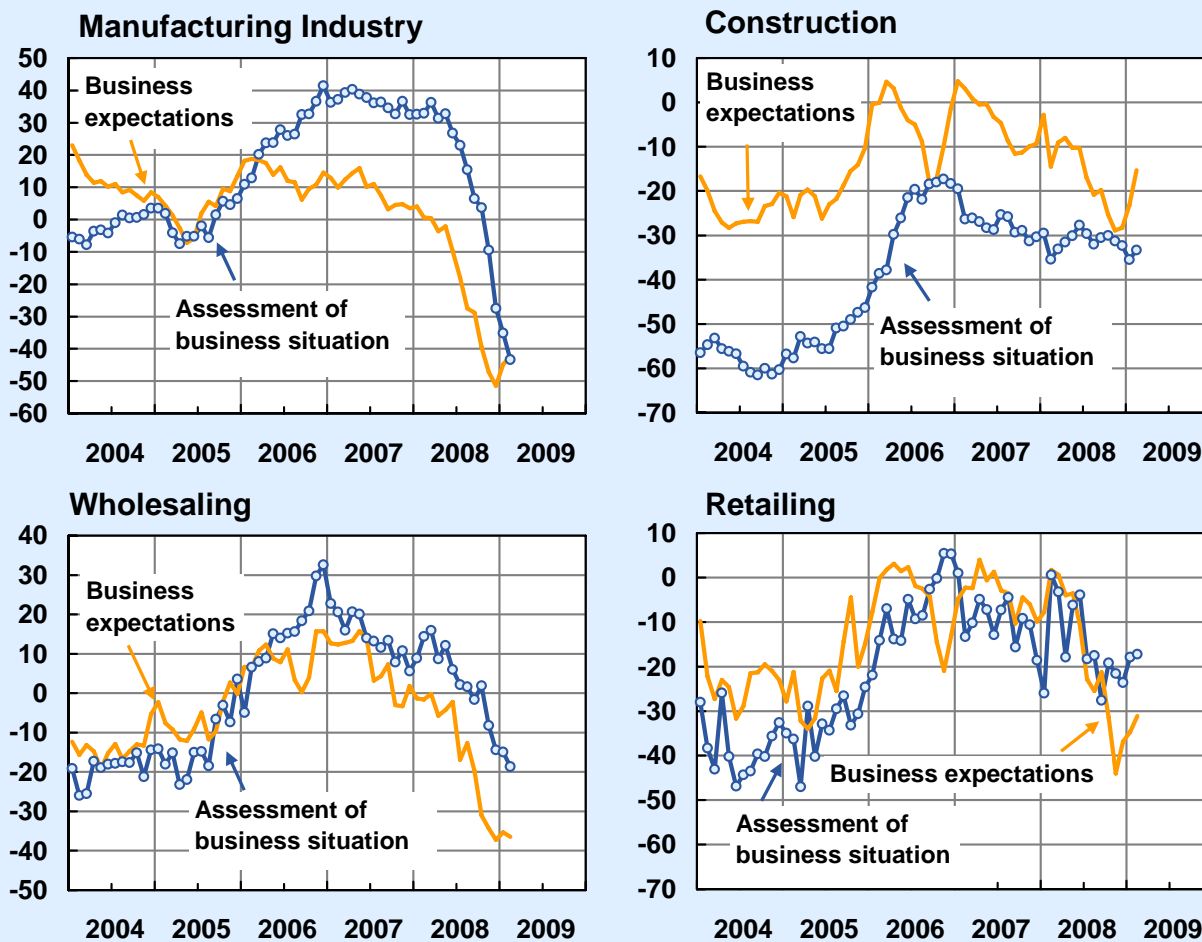 Manufacturing Industry
50
40
30
20
10
0
-10
-20
-30
-40
-50
-60
Business
expectations
Assessment of
business situation
2004 2005 2006 2007 2008 2009
Construction
10
0
-10
-20
-30
-40
-50
-60
-70
Business
expectations
Assessment of
business situation
2004 2005 2006 2007 2008 2009
Wholesaling
40
30
20
10
0
-10
-20
-30
-40
-50
Business
expectations
Assessment of
business situation
2004 2005 2006 2007 2008 2009
Retailing
10
0
-10
-20
-30
-40
-50
-60
-70
Business expectations
Assessment of
business situation
2004 2005 2006 2007 2008 2009